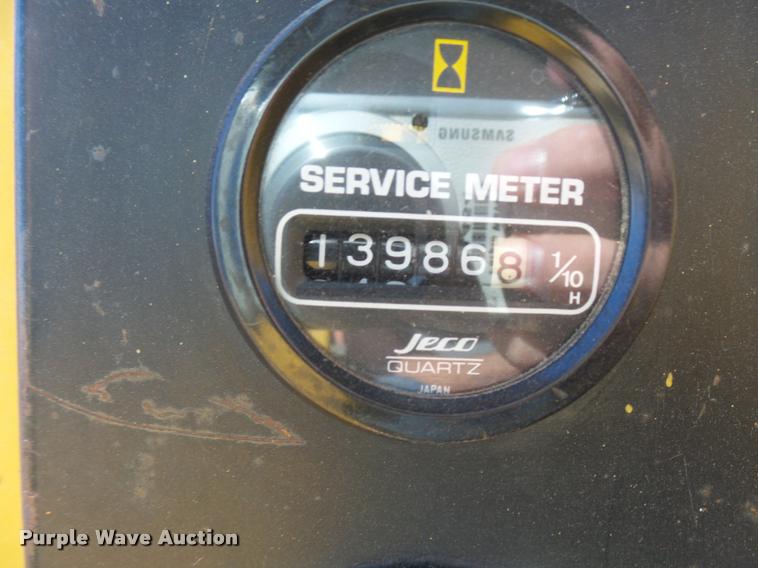 SAMSUNG
SERVICE METER
139868 1/10 H
Jeco
QUARTZ
JAPAN
Purple Wave Auction